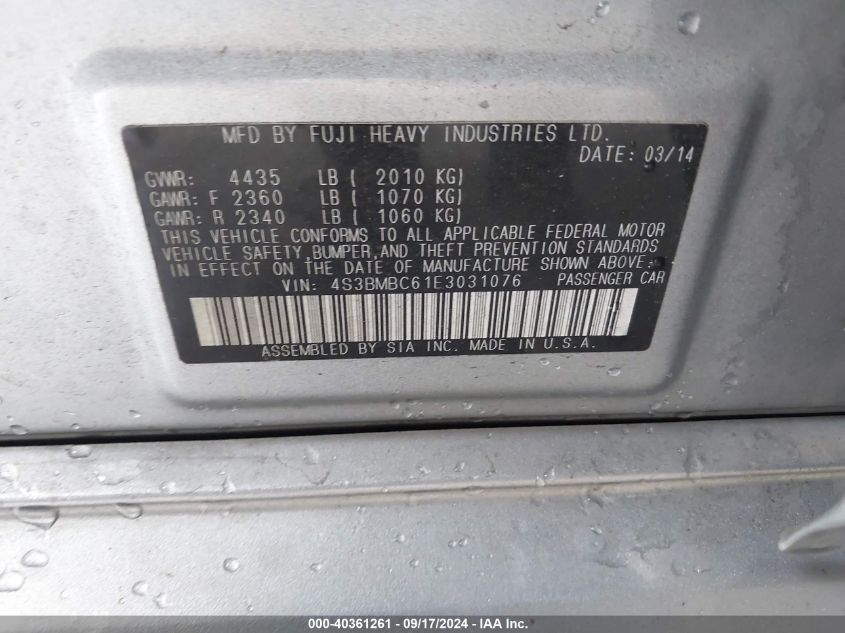 MFD BY FUJI HEAVY INDUSTRIES LTD.
DATE: 03/14
GVWR: 4435 LB ( 2010 KG)
GAWR: F 2360 LB ( 1070 KG)
GAWR: R 2340 LB ( 1060 KG)
THIS VEHICLE CONFORMS TO ALL APPLICABLE FEDERAL MOTOR
VEHICLE SAFETY, BUMPER, AND THEFT PREVENTION STANDARDS
IN EFFECT ON THE DATE OF MANUFACTURE SHOWN ABOVE.
VIN: 4S3BMBC61E3031076 PASSENGER CAR
ASSEMBLED BY SIA INC. MADE IN U.S.A.
000-40361261 - 09/17/2024 - IAA Inc.